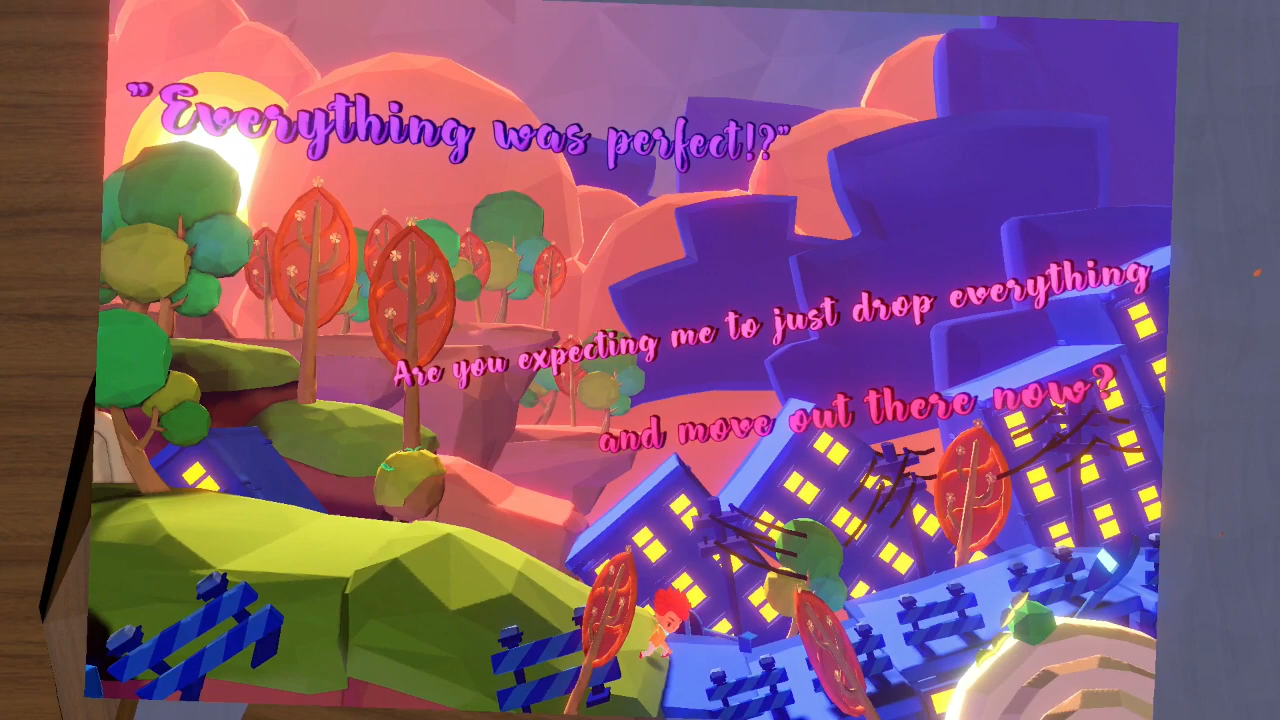 "Everything was perfect!?"
Are you expecting me to just drop everything
and move out there now?